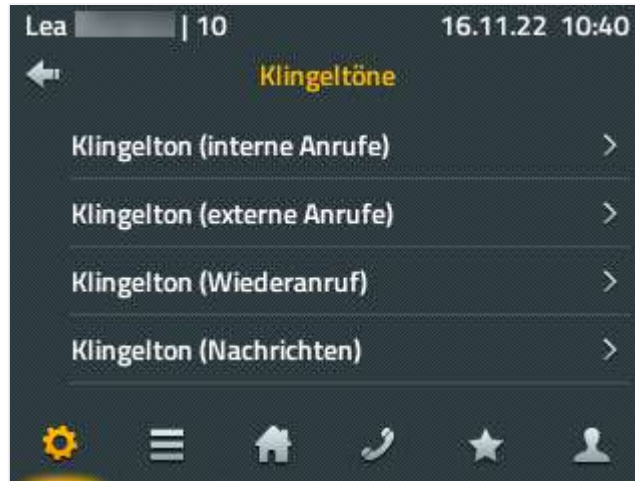 Lea | 10 16.11.22 10:40
Klingeltöne
Klingelton (interne Anrufe)
Klingelton (externe Anrufe)
Klingelton (Wiederanruf)
Klingelton (Nachrichten)